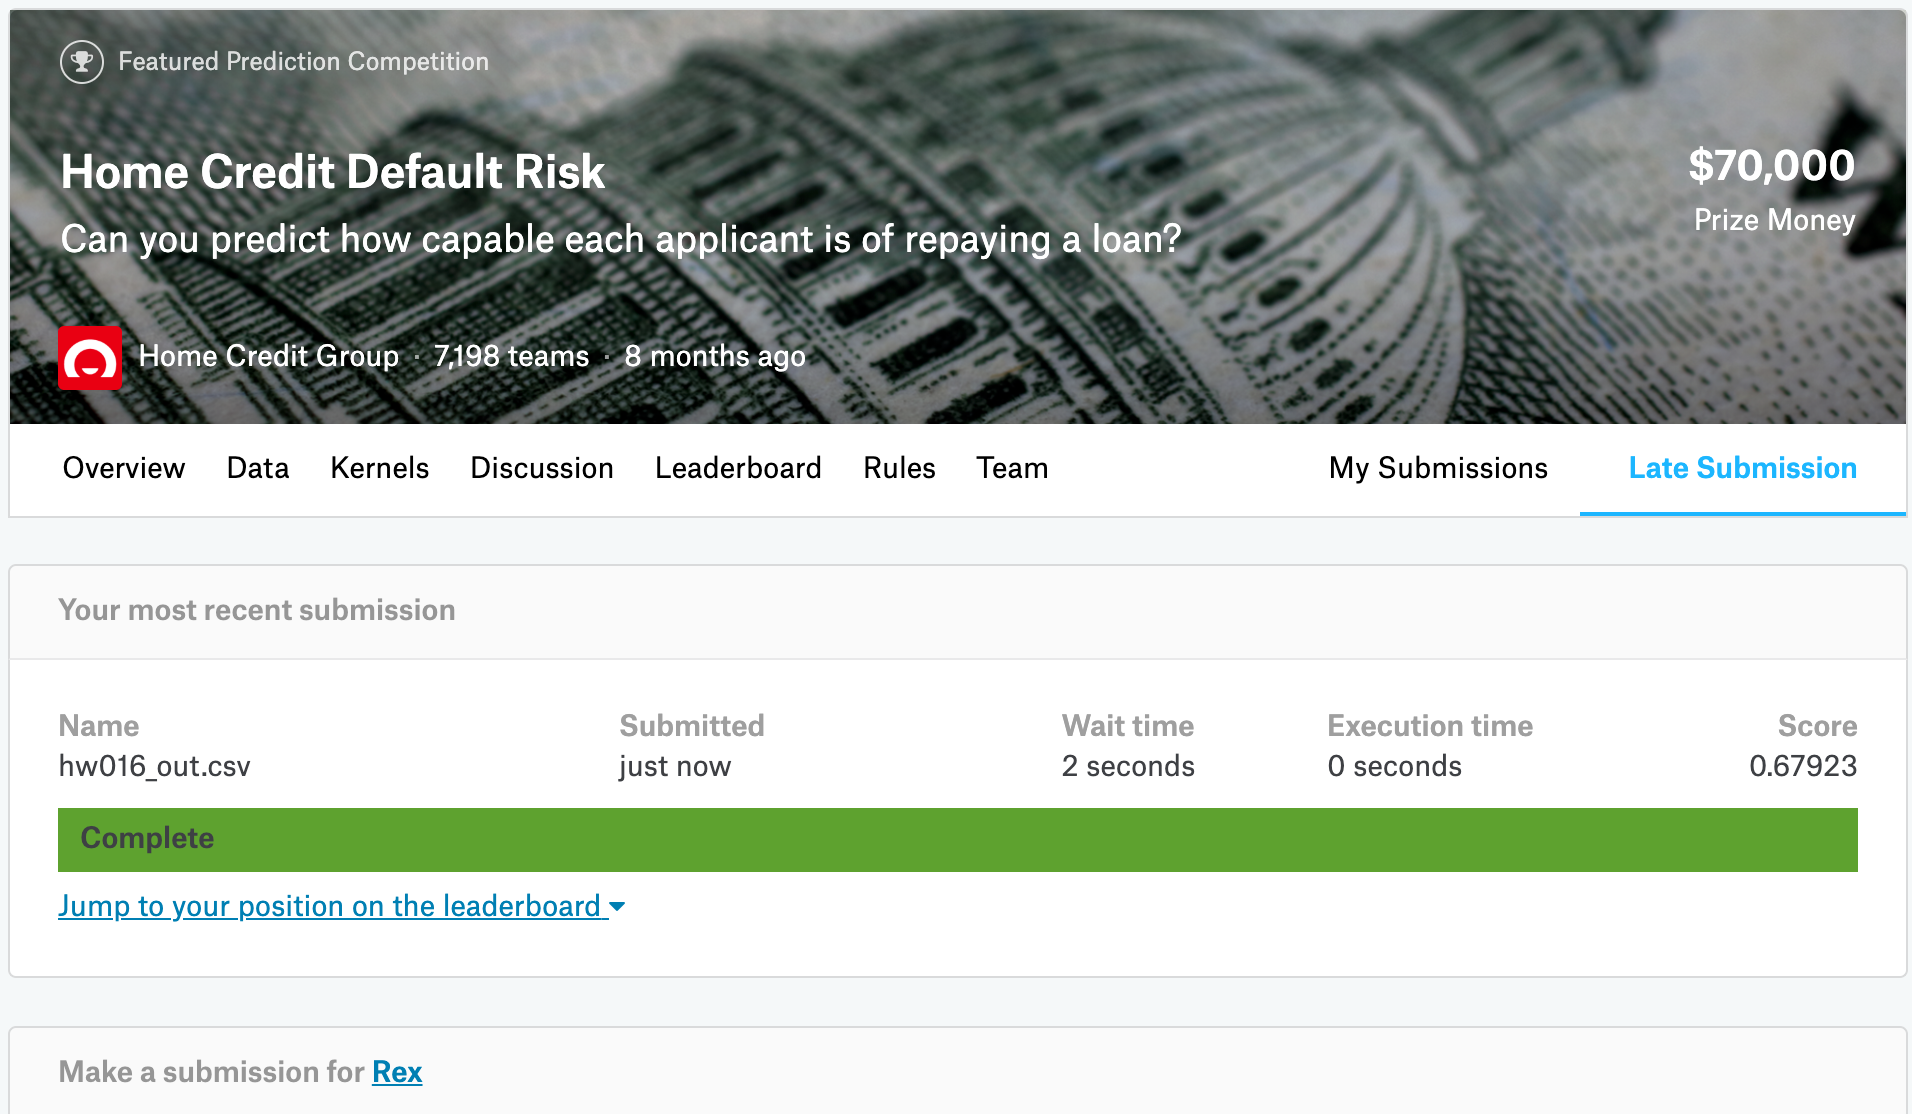 Featured Prediction Competition
Home Credit Default Risk
$70,000
Can you predict how capable each applicant is of repaying a loan?
Prize Money
Home Credit Group · 7,198 teams · 8 months ago
Overview Data Kernels Discussion Leaderboard Rules Team My Submissions Late Submission
Your most recent submission
Name Submitted Wait time Execution time Score
hw016_out.csv just now 2 seconds 0 seconds 0.67923
Complete
Jump to your position on the leaderboard
Make a submission for Rex